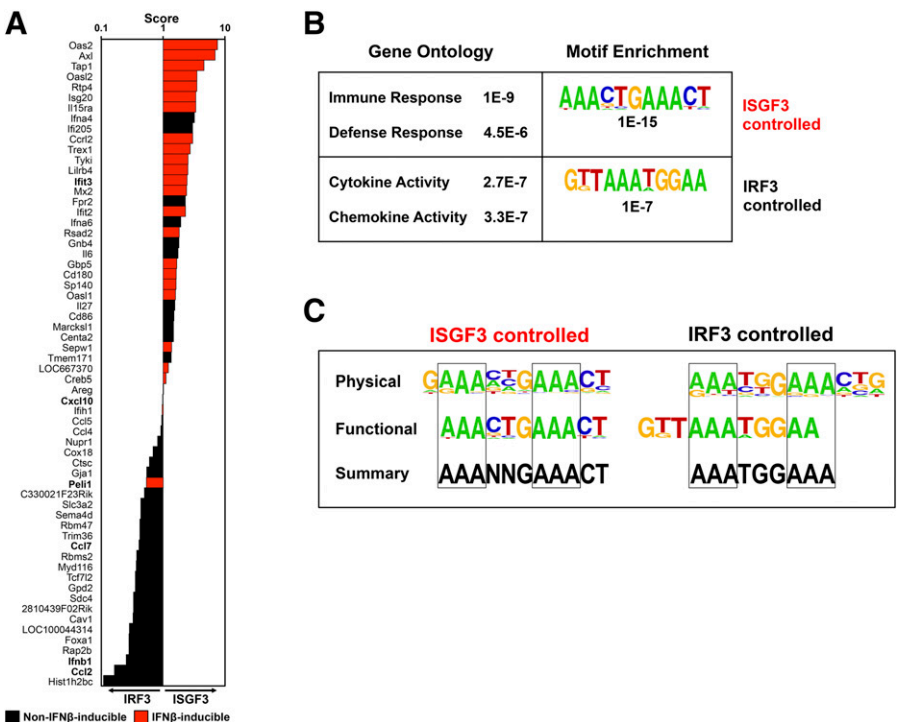 A
Score
0.1 1 10
Oas2
Axl
Tap1
Oasl2
Rtp4
Isg20
Il15ra
Ifna4
Ifi205
Ccrl2
Trex1
Tyki
Lilrb4
Ifit3
Mx2
Fpr2
Ifit2
Ifna6
Rsad2
Gnb4
Il6
Gbp5
Cd180
Sp140
Oasl1
Il27
Cd86
Marcksl1
Centa2
Sepw1
Tmem171
LOC667370
Creb5
Areg
Cxcl10
Ifih1
Ccl5
Ccl4
Nupr1
Cox18
Ctsc
Gja1
Peli1
C330021F23Rik
Slc3a2
Sema4d
Rbm47
Trim36
Ccl7
Rbms2
Myd116
Tcf7l2
Gpd2
Sdc4
2810439F02Rik
Cav1
LOC100044314
Foxa1
Rap2b
Ifnb1
Ccl2
Hist1h2bc
IRF3 ISGF3
Non-IFNβ-inducible IFNβ-inducible
B
Gene Ontology Motif Enrichment
Immune Response 1E-9
Defense Response 4.5E-6
AAACTGAAACT
1E-15
ISGF3
controlled
Cytokine Activity 2.7E-7
Chemokine Activity 3.3E-7
GTTAAATGGAA
1E-7
IRF3
controlled
C
ISGF3 controlled IRF3 controlled
Physical GAAACTGAAACT AAATGGAAACTG
Functional AAACTGAAACT GTTAAATGGAA
Summary AAANNGAAACT AAATGGAAA